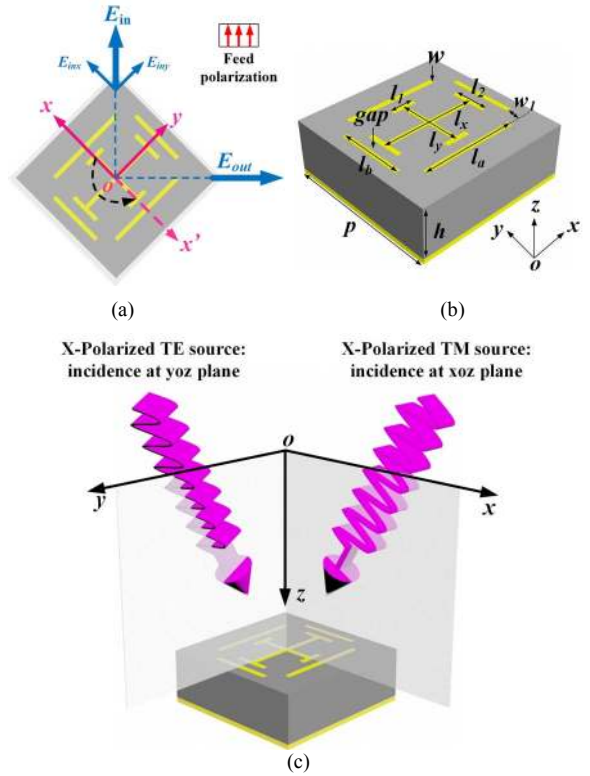 E_in
E_inx
E_iny
Feed
polarization
x
y
o
E_out
x'
(a)
w
l_1
l_2
w_1
gap
l_x
l_y
l_b
l_a
p
h
z
y
x
o
(b)
X-Polarized TE source:
incidence at yoz plane
X-Polarized TM source:
incidence at xoz plane
o
y
x
z
(c)